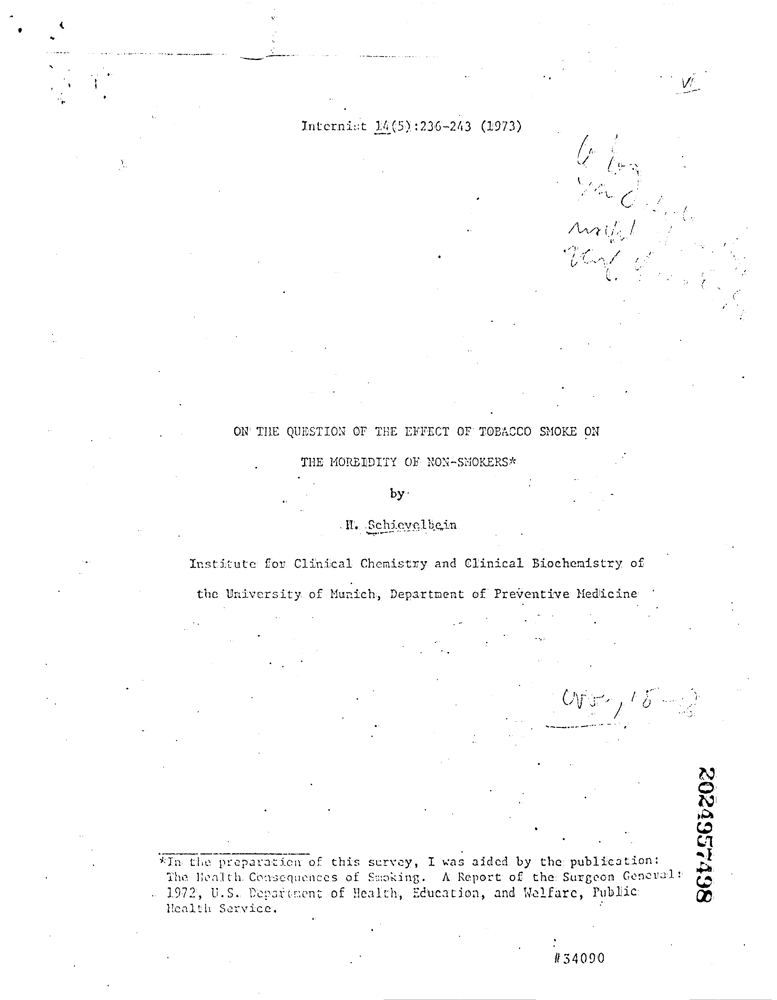 VI
Internist 14(5):236-243 (1973)
ON THE QUESTION OF THE EFFECT OF TOBACCO SMOKE ON
THE MORBIDITY OF NON-SMOKERS*
by
H. Schievelbein
Institute for Clinical Chemistry and Clinical Biochemistry of
the University of Munich, Department of Preventive Medicine
*In the preparation of this survey, I was aided by the publication:
The Health Consequences of Smoking. A Report of the Surgeon General:
1972, U.S. Department of Health, Education, and Welfare, Public
Health Service.
2024957498
#34090